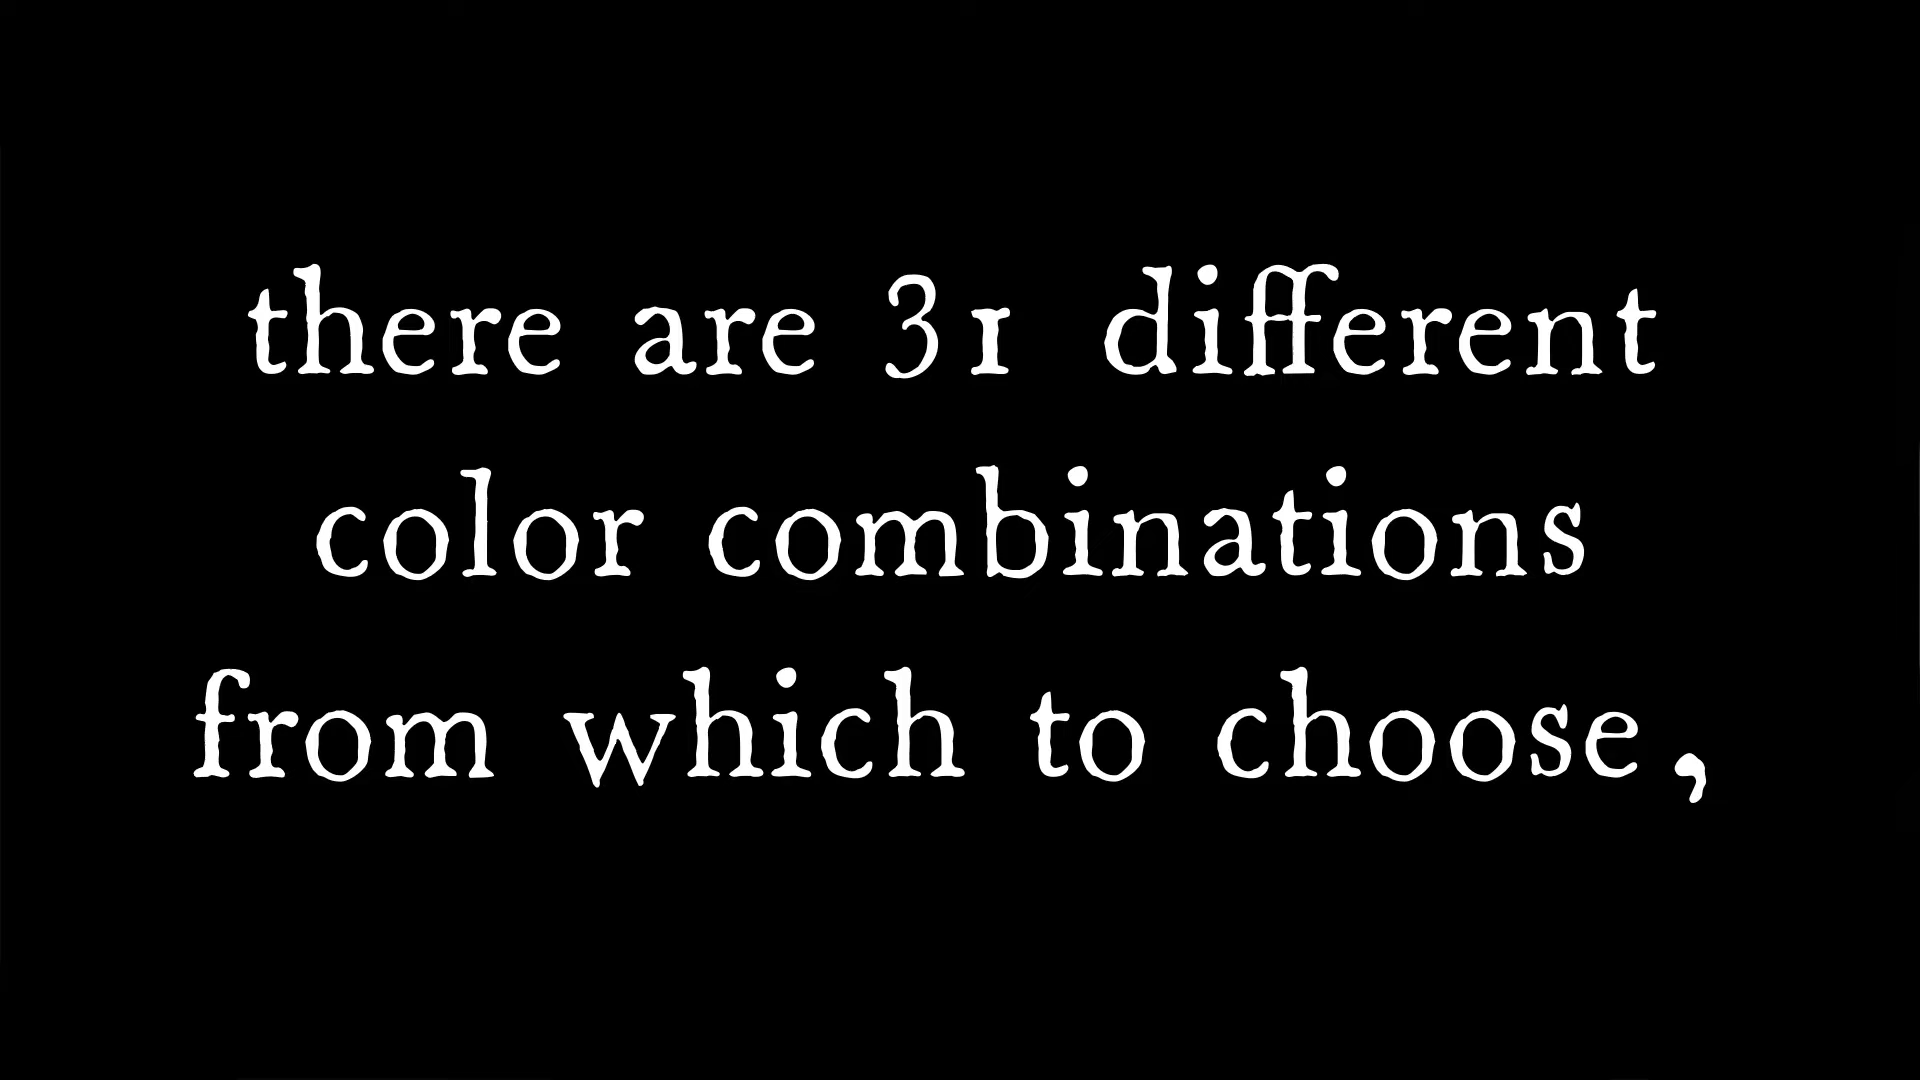 there are 31 different
color combinations
from which to choose,